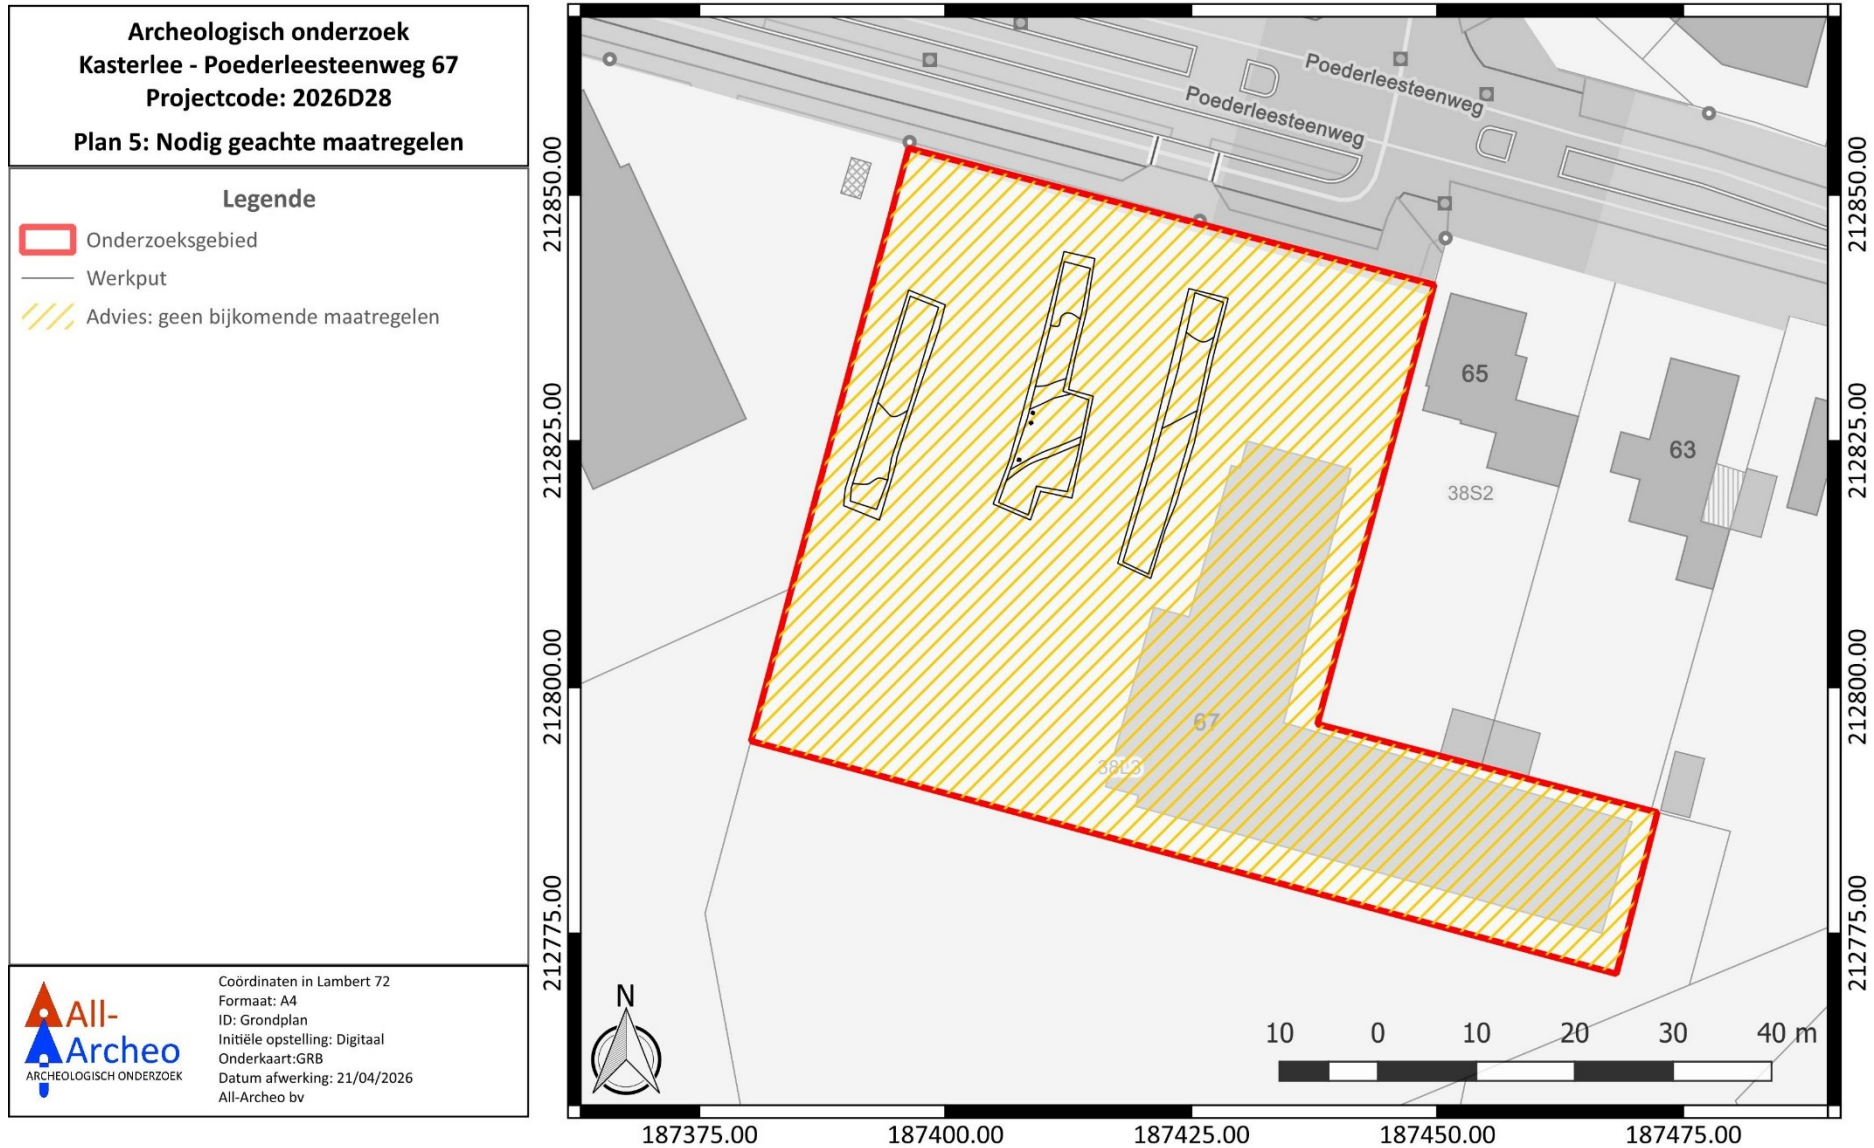 Archeologisch onderzoek
Kasterlee - Poederleesteenweg 67
Projectcode: 2026D28
Plan 5: Nodig geachte maatregelen
Legende
Onderzoeksgebied
Werkput
Advies: geen bijkomende maatregelen
All-
Archeo
ARCHEOLOGISCH ONDERZOEK
Coördinaten in Lambert 72
Formaat: A4
ID: Grondplan
Initiële opstelling: Digitaal
Onderkaart:GRB
Datum afwerking: 21/04/2026
All-Archeo bv
212850.00
212825.00
212800.00
212775.00
Poederleesteenweg
Poederleesteenweg
65
63
38S2
67
38L3
N
10 0 10 20 30 40 m
212850.00
212825.00
212800.00
212775.00
187375.00 187400.00 187425.00 187450.00 187475.00